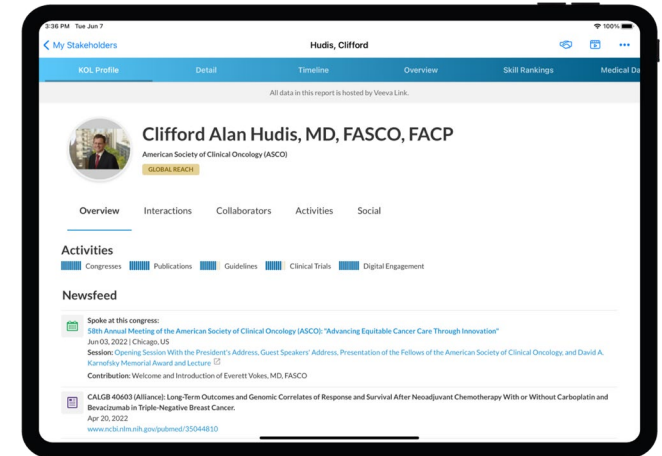 3:36 PM Tue Jun 7
100%
My Stakeholders
Hudis, Clifford
KOL Profile
Detail
Timeline
Overview
Skill Rankings
Medical Da
All data in this report is hosted by Veeva Link.
Clifford Alan Hudis, MD, FASCO, FACP
American Society of Clinical Oncology (ASCO)
GLOBAL REACH
Overview
Interactions
Collaborators
Activities
Social
Activities
Congresses
Publications
Guidelines
Clinical Trials
Digital Engagement
Newsfeed
Spoke at this congress:
58th Annual Meeting of the American Society of Clinical Oncology (ASCO): "Advancing Equitable Cancer Care Through Innovation"
Jun 03, 2022 | Chicago, US
Session: Opening Session With the President's Address, Guest Speakers' Address, Presentation of the Fellows of the American Society of Clinical Oncology, and David A.
Karnofsky Memorial Award and Lecture
Contribution: Welcome and Introduction of Everett Vokes, MD, FASCO
CALGB 40603 (Alliance): Long-Term Outcomes and Genomic Correlates of Response and Survival After Neoadjuvant Chemotherapy With or Without Carboplatin and
Bevacizumab in Triple-Negative Breast Cancer.
Apr 20, 2022
www.ncbi.nlm.nih.gov/pubmed/35044810